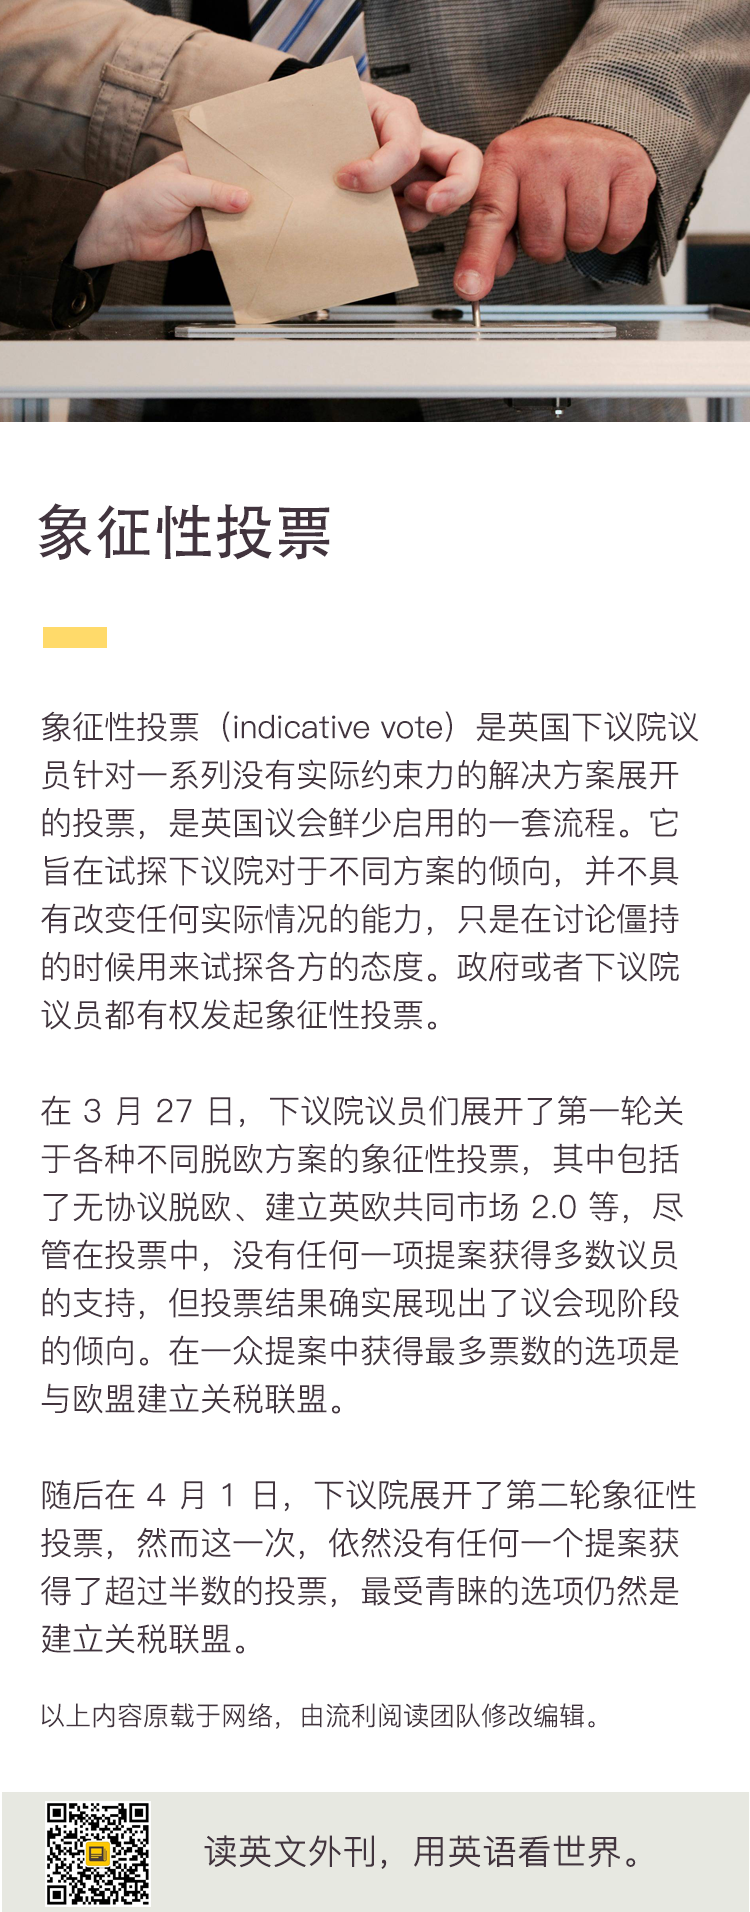 象征性投票
象征性投票（indicative vote）是英国下议院议
员针对一系列没有实际约束力的解决方案展开
的投票，是英国议会鲜少启用的一套流程。它
旨在试探下议院对于不同方案的倾向，并不具
有改变任何实际情况的能力，只是在讨论僵持
的时候用来试探各方的态度。政府或者下议院
议员都有权发起象征性投票。
在 3 月 27 日，下议院议员们展开了第一轮关
于各种不同脱欧方案的象征性投票，其中包括
了无协议脱欧、建立英欧共同市场 2.0 等，尽
管在投票中，没有任何一项提案获得多数议员
的支持，但投票结果确实展现出了议会现阶段
的倾向。在一众提案中获得最多票数的选项是
与欧盟建立关税联盟。
随后在 4 月 1 日，下议院展开了第二轮象征性
投票，然而这一次，依然没有任何一个提案获
得了超过半数的投票，最受青睐的选项仍然是
建立关税联盟。
以上内容原载于网络，由流利阅读团队修改编辑。
读英文外刊，用英语看世界。